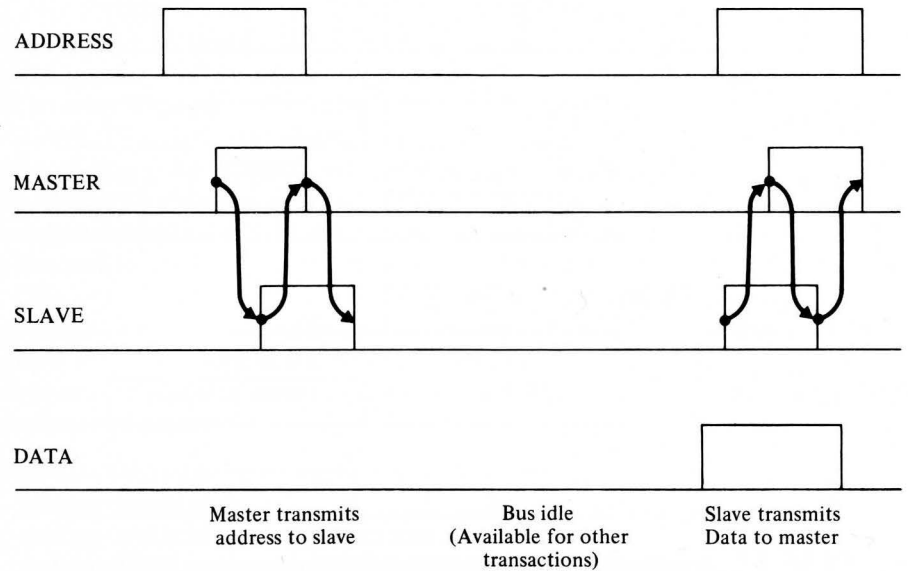 ADDRESS
MASTER
SLAVE
DATA
Master transmits
address to slave
Bus idle
(Available for other
transactions)
Slave transmits
Data to master